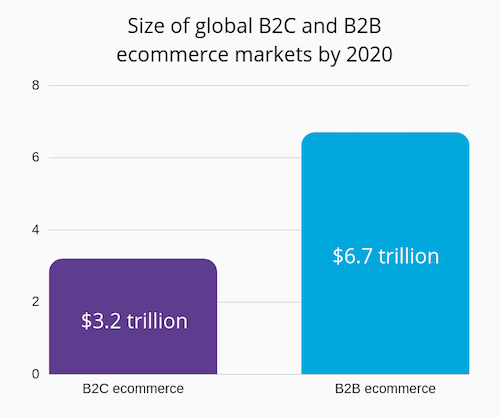 Size of global B2C and B2B
ecommerce markets by 2020
8
6
4
2
0
$3.2 trillion
$6.7 trillion
B2C ecommerce
B2B ecommerce